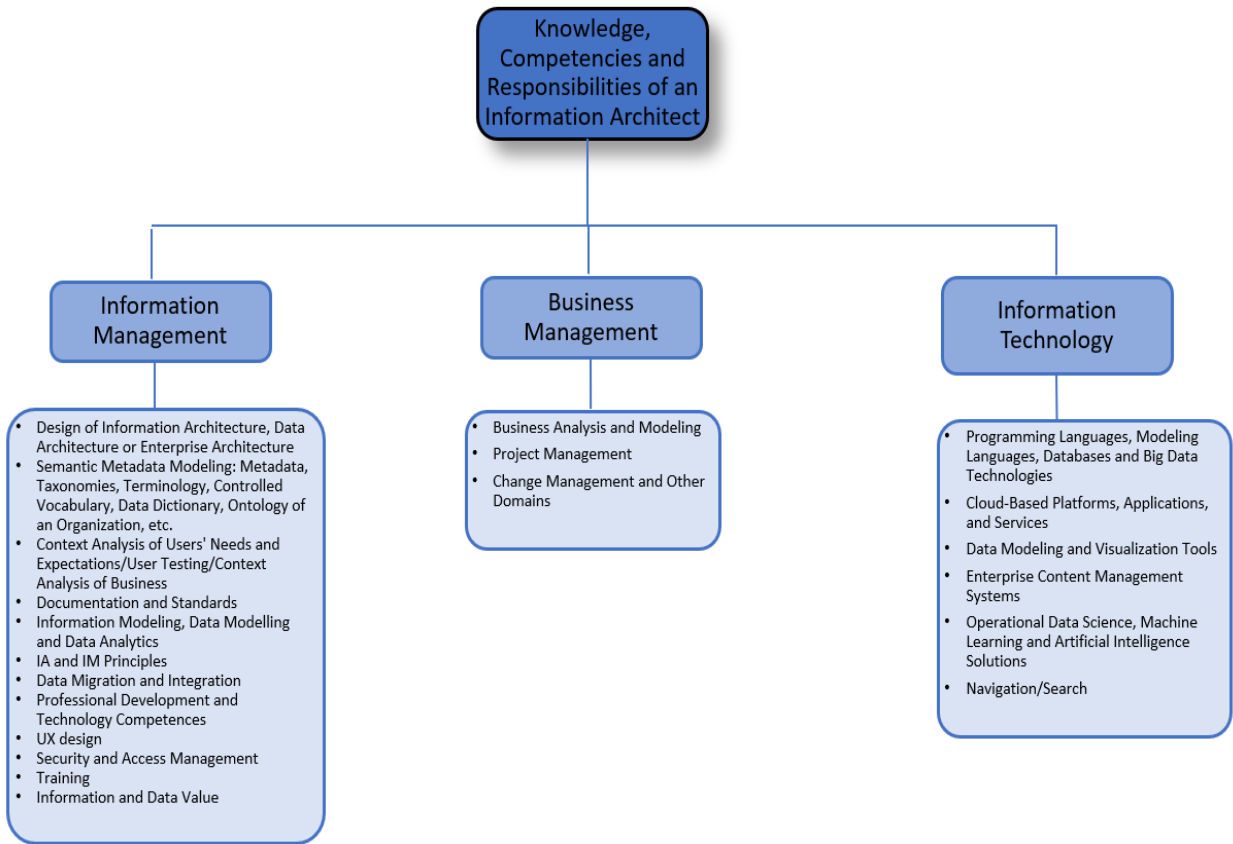 Knowledge,
Competencies and
Responsibilities of an
Information Architect
Information
Management
Business
Management
Information
Technology
• Design of Information Architecture, Data
Architecture or Enterprise Architecture
• Semantic Metadata Modeling: Metadata,
Taxonomies, Terminology, Controlled
Vocabulary, Data Dictionary, Ontology of
an Organization, etc.
• Context Analysis of Users' Needs and
Expectations/User Testing/Context
Analysis of Business
• Documentation and Standards
• Information Modeling, Data Modelling
and Data Analytics
• IA and IM Principles
• Data Migration and Integration
• Professional Development and
Technology Competences
• UX design
• Security and Access Management
• Training
• Information and Data Value
• Business Analysis and Modeling
• Project Management
• Change Management and Other
Domains
• Programming Languages, Modeling
Languages, Databases and Big Data
Technologies
• Cloud-Based Platforms, Applications,
and Services
• Data Modeling and Visualization Tools
• Enterprise Content Management
Systems
• Operational Data Science, Machine
Learning and Artificial Intelligence
Solutions
• Navigation/Search